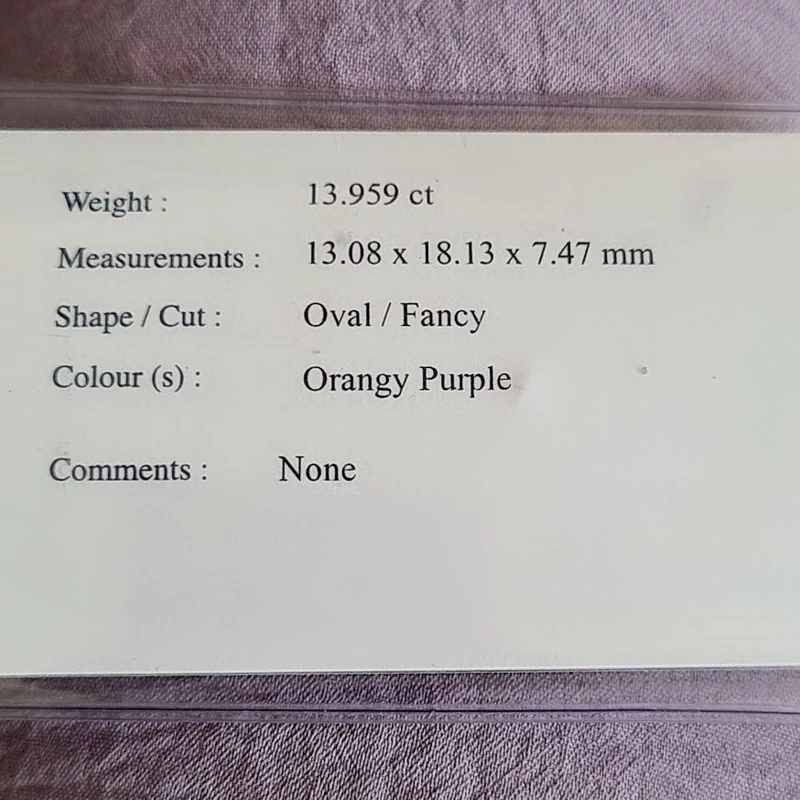 Weight : 13.959 ct
Measurements : 13.08 x 18.13 x 7.47 mm
Shape / Cut : Oval / Fancy
Colour (s) : Orangy Purple
Comments : None